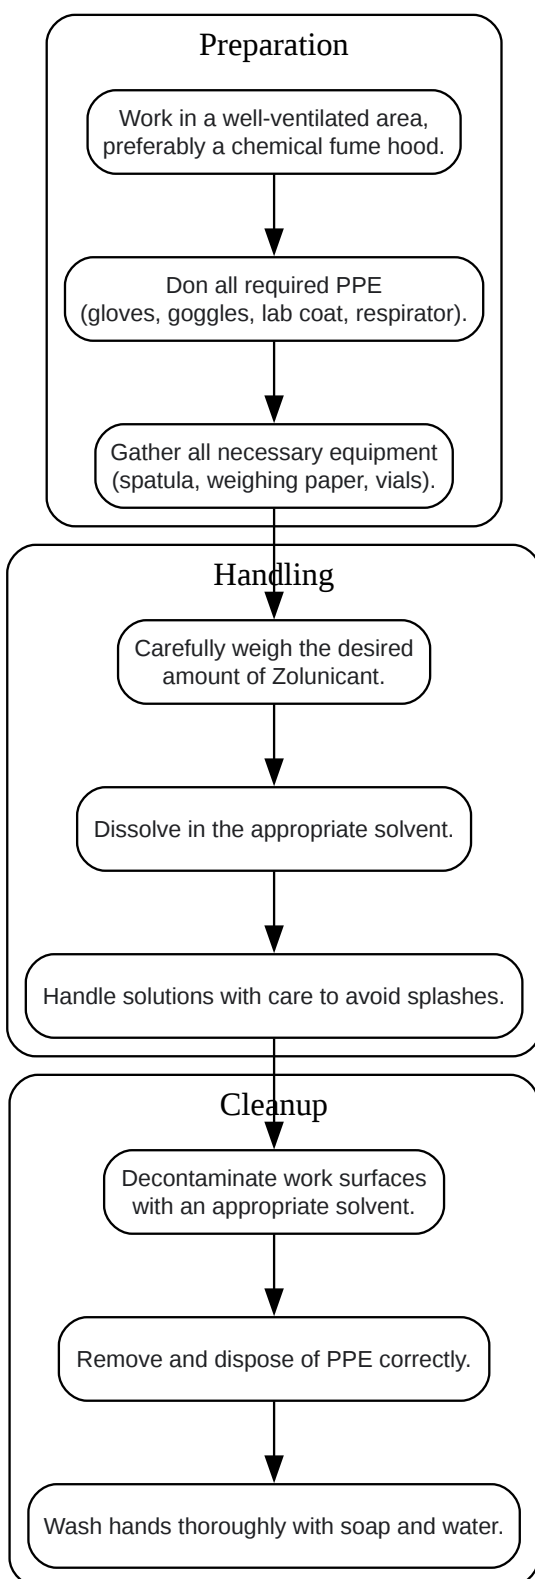 Preparation
Work in a well-ventilated area,
preferably a chemical fume hood.
Don all required PPE
(gloves, goggles, lab coat, respirator).
Gather all necessary equipment
(spatula, weighing paper, vials).
Handling
Carefully weigh the desired
amount of Zolunicant.
Dissolve in the appropriate solvent.
Handle solutions with care to avoid splashes.
Cleanup
Decontaminate work surfaces
with an appropriate solvent.
Remove and dispose of PPE correctly.
Wash hands thoroughly with soap and water.